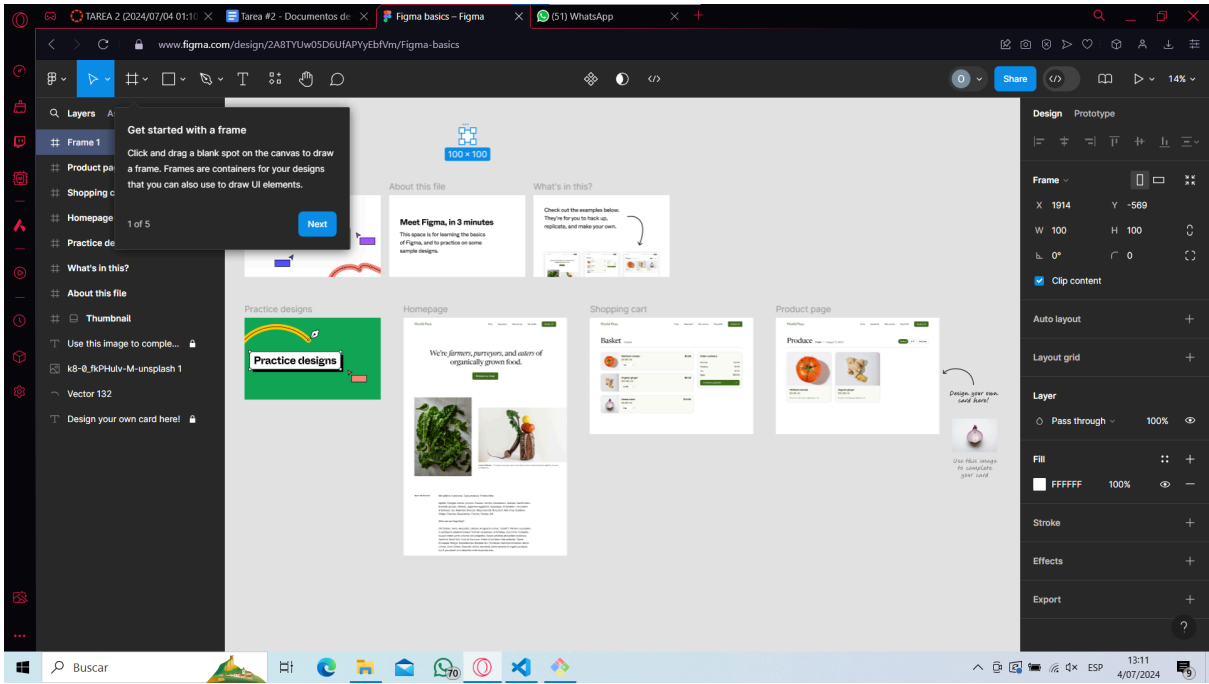 TAREA 2 (2024/07/04 01:10
Tarea #2 - Documentos de
Figma basics – Figma
(51) WhatsApp
www.figma.com/design/2A8TYUw05D6UfAPYyEbfVm/Figma-basics
O
Share
14%
Layers
As
Frame 1
Product pa
Shopping c
Homepage
Practice de
What's in this?
About this file
Thumbnail
Use this image to comple...
k8-0_fkPHulv-M-unsplash 1
Vector 132
Design your own card here!
Get started with a frame
Click and drag a blank spot on the canvas to draw
a frame. Frames are containers for your designs
that you can also use to draw UI elements.
1 of 5
Next
100 × 100
About this file
What's in this?
Meet Figma, in 3 minutes
This space is for learning the basics
of Figma, and to practice on some
sample designs.
Check out the examples below.
They're for you to hack up,
replicate, and make your own.
Practice designs
Practice designs
Homepage
We're farmers, purveyors, and eaters of
organically grown food.
Shopping cart
Basket
Product page
Produce
Design your own
card here!
Use this image
to complete
your card
Design
Prototype
Frame
X 1914
Y -569
W 100
H 100
0°
0
Clip content
Auto layout
Layout grid
Layer
Pass through
100%
Fill
FFFFFF
100%
Stroke
Effects
Export
?
Buscar
70
ESP
13:11
4/07/2024
9